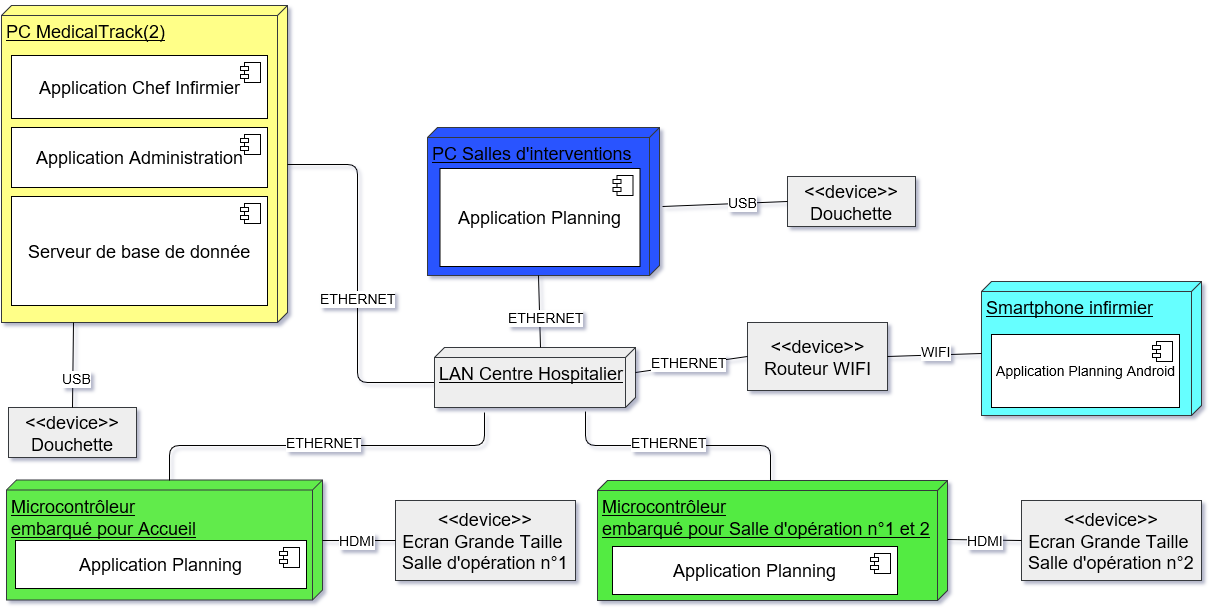 PC MedicalTrack(2)
Application Chef Infirmier
Application Administration
Serveur de base de donnée
USB
<<device>>
Douchette
ETHERNET
PC Salles d'interventions
Application Planning
USB
<<device>>
Douchette
ETHERNET
LAN Centre Hospitalier
ETHERNET
<<device>>
Routeur WIFI
WIFI
Smartphone infirmier
Application Planning Android
ETHERNET
ETHERNET
Microcontrôleur
embarqué pour Accueil
Application Planning
HDMI
<<device>>
Ecran Grande Taille
Salle d'opération n°1
Microcontrôleur
embarqué pour Salle d'opération n°1 et 2
Application Planning
HDMI
<<device>>
Ecran Grande Taille
Salle d'opération n°2